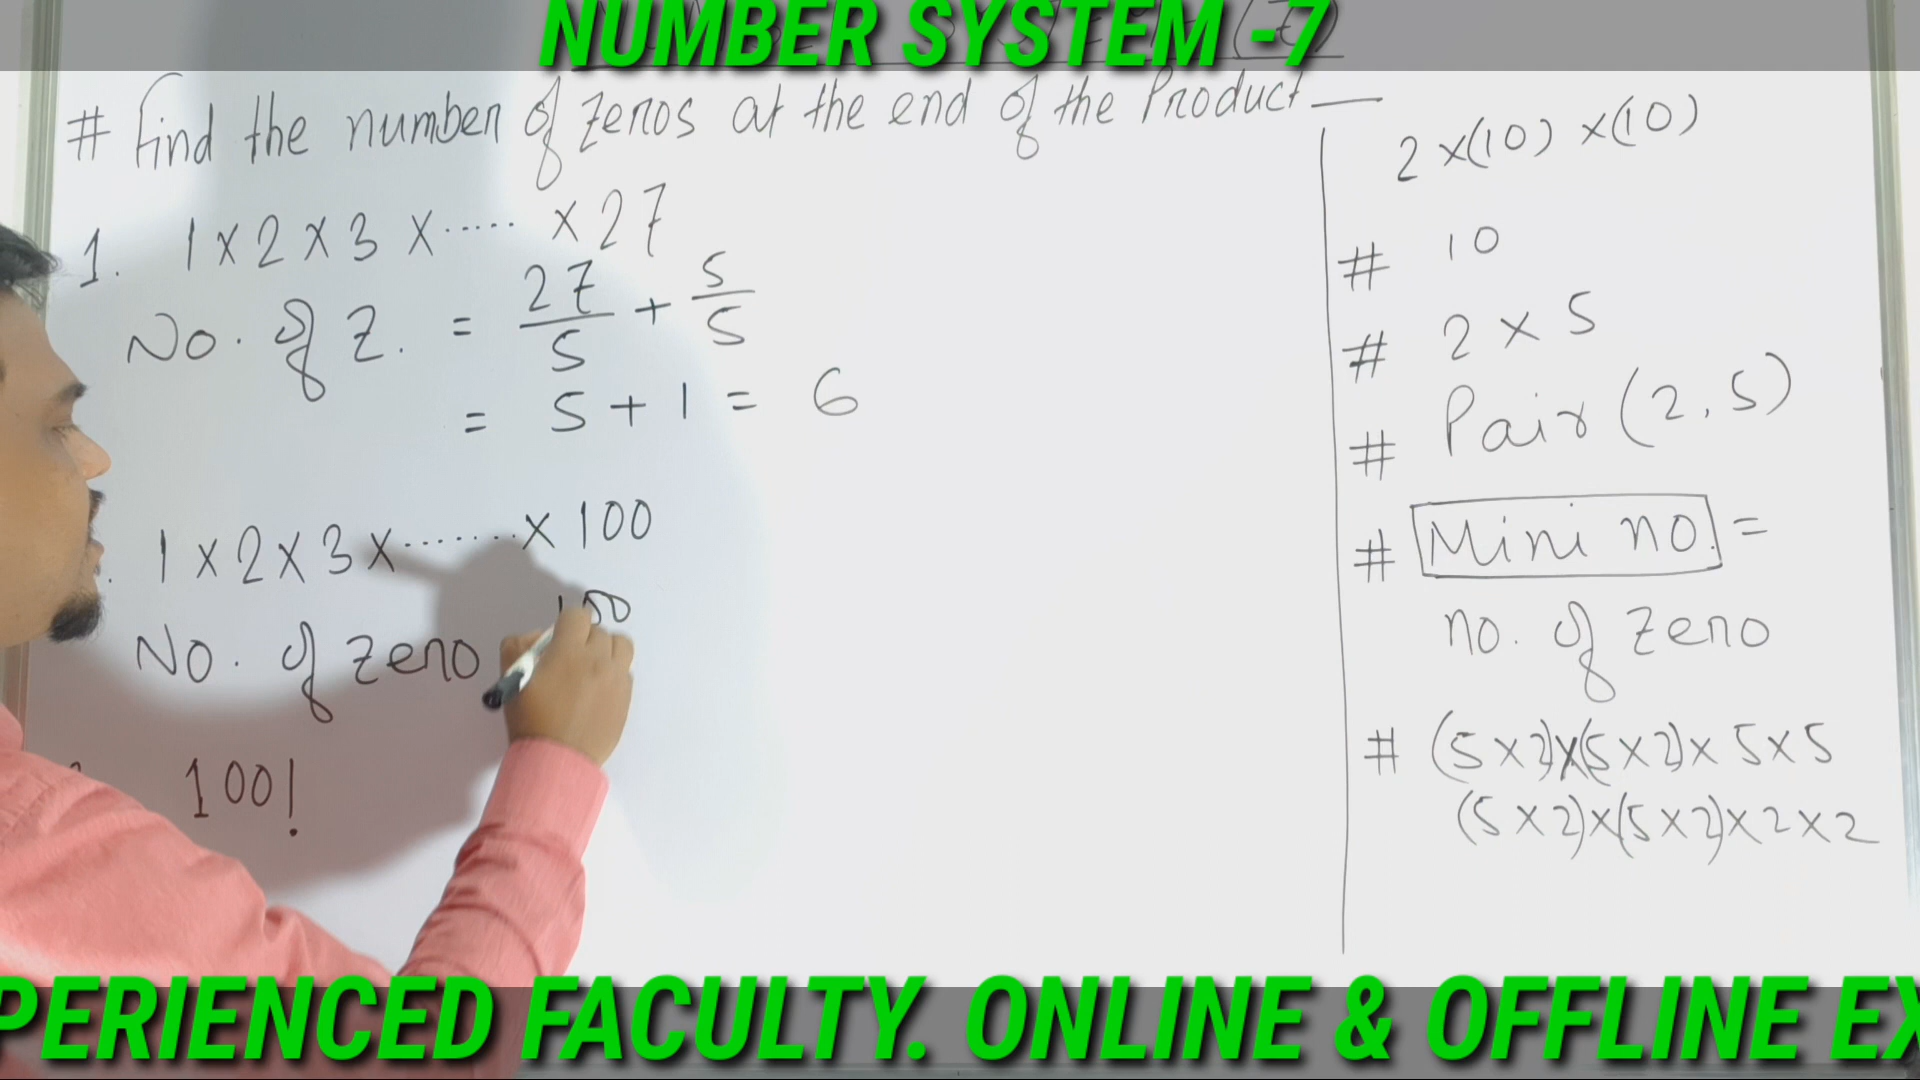 NUMBER SYSTEM -7
# Find the number of zeros at the end of the Product —
1. 1 × 2 × 3 × ..... × 27
No. of Z. = 27/5 + 5/5
= 5 + 1 = 6
1 × 2 × 3 × ....... × 100
No. of zero
100
100!
2 × (10) × (10)
# 10
# 2 × 5
# Pair (2, 5)
# Mini no. =
no. of zero
# (5 × 2) × (5 × 2) × 5 × 5
(5 × 2) × (5 × 2) × 2 × 2
PERIENCED FACULTY. ONLINE & OFFLINE EX